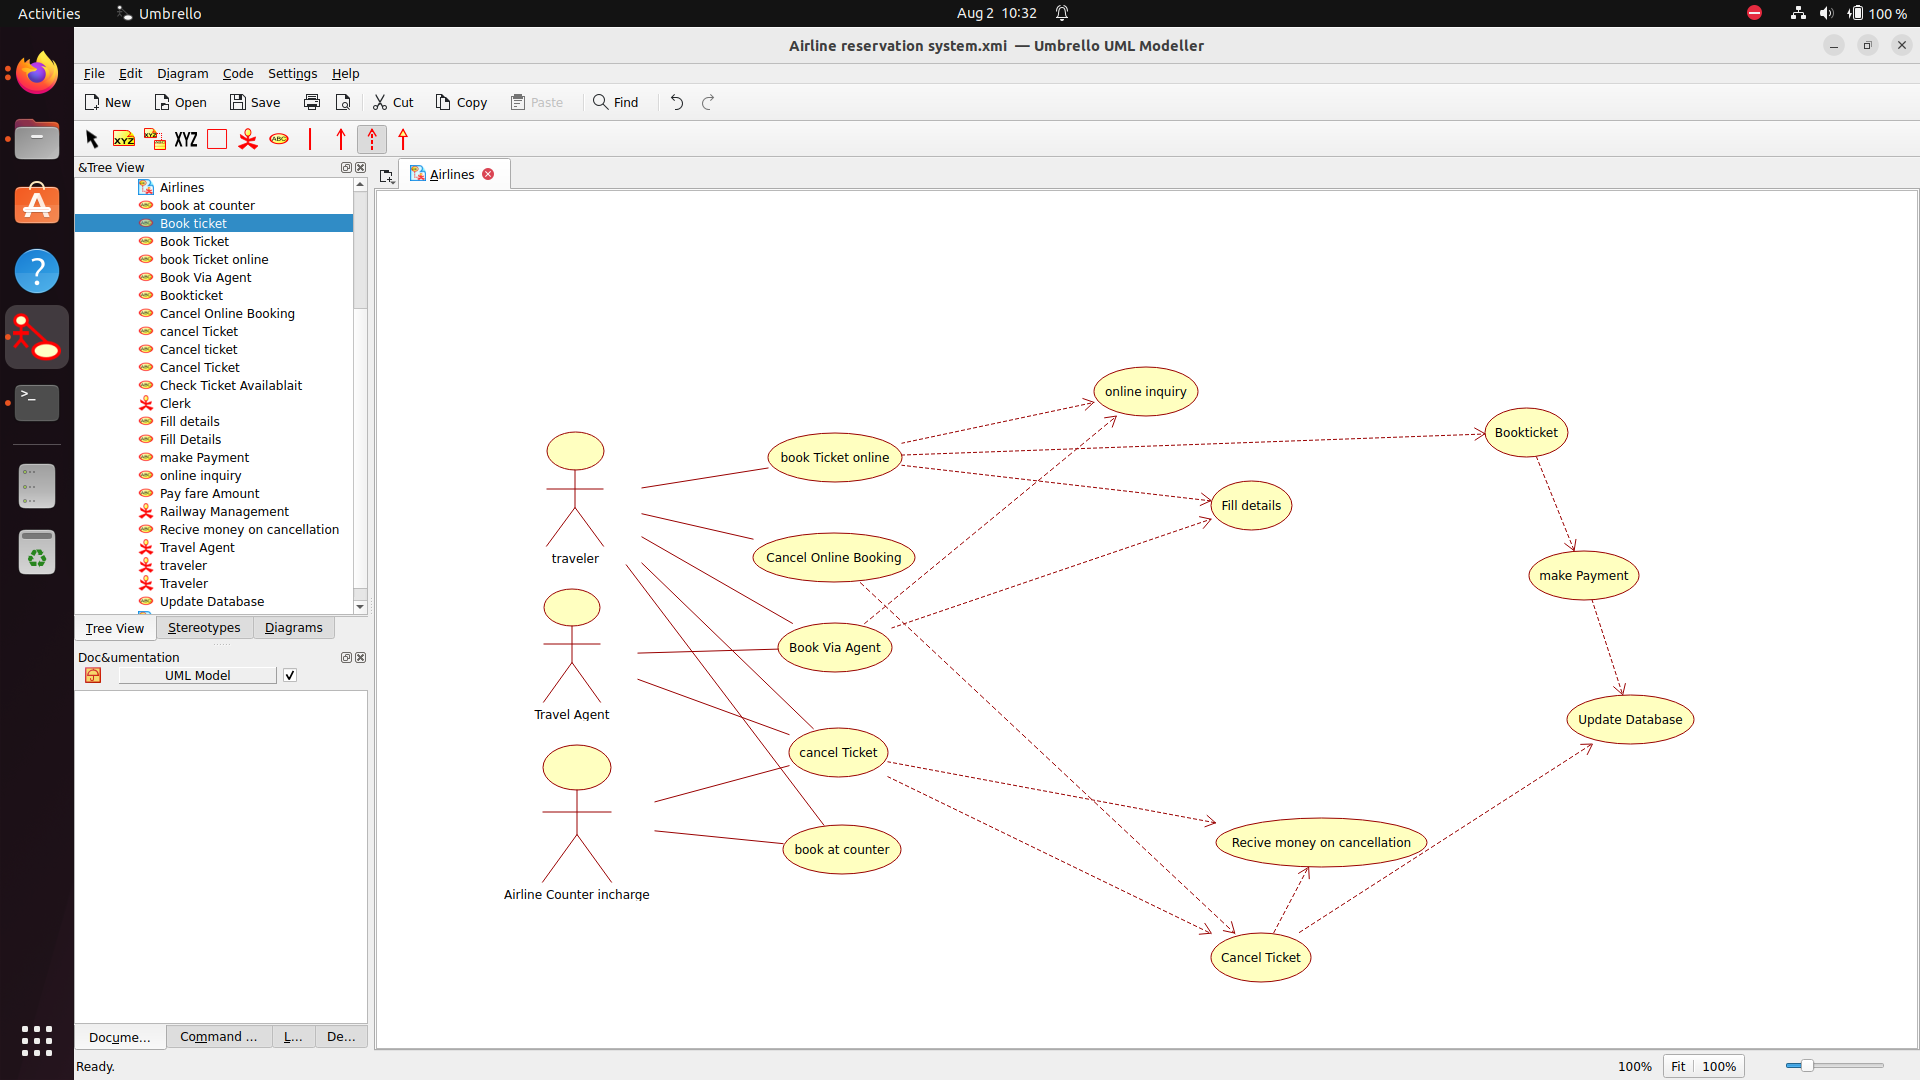 Activities
Umbrello
Aug 2 10:32
100 %
Airline reservation system.xmi — Umbrello UML Modeller
File Edit Diagram Code Settings Help
New Open Save Cut Copy Paste Find
XYZ XYZ XYZ ABC
&Tree View
Airlines
Airlines
book at counter
Book ticket
Book Ticket
book Ticket online
Book Via Agent
Bookticket
Cancel Online Booking
cancel Ticket
Cancel ticket
Cancel Ticket
Check Ticket Availablait
Clerk
Fill details
Fill Details
make Payment
online inquiry
Pay fare Amount
Railway Management
Recive money on cancellation
Travel Agent
traveler
Traveler
Update Database
Tree View Stereotypes Diagrams
Doc&umentation
UML Model
Docume... Command ... L... De...
online inquiry
Bookticket
book Ticket online
Fill details
traveler
Cancel Online Booking
make Payment
Book Via Agent
Travel Agent
Update Database
cancel Ticket
Recive money on cancellation
book at counter
Airline Counter incharge
Cancel Ticket
Ready.
100% Fit 100%